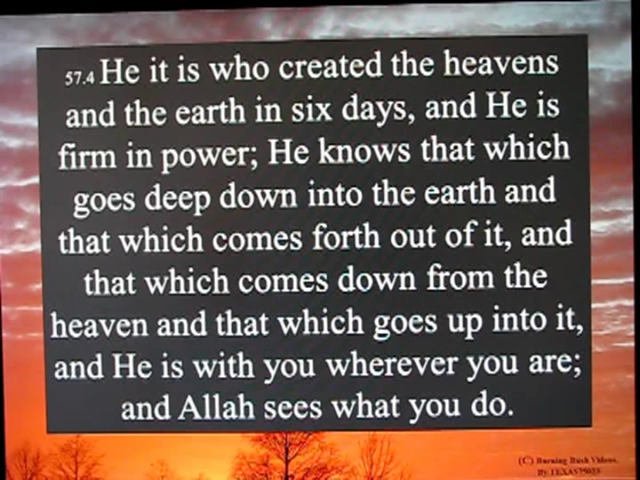 57.4 He it is who created the heavens
and the earth in six days, and He is
firm in power; He knows that which
goes deep down into the earth and
that which comes forth out of it, and
that which comes down from the
heaven and that which goes up into it,
and He is with you wherever you are;
and Allah sees what you do.
(C) Burning Bush Videos.
By TEXAS75038